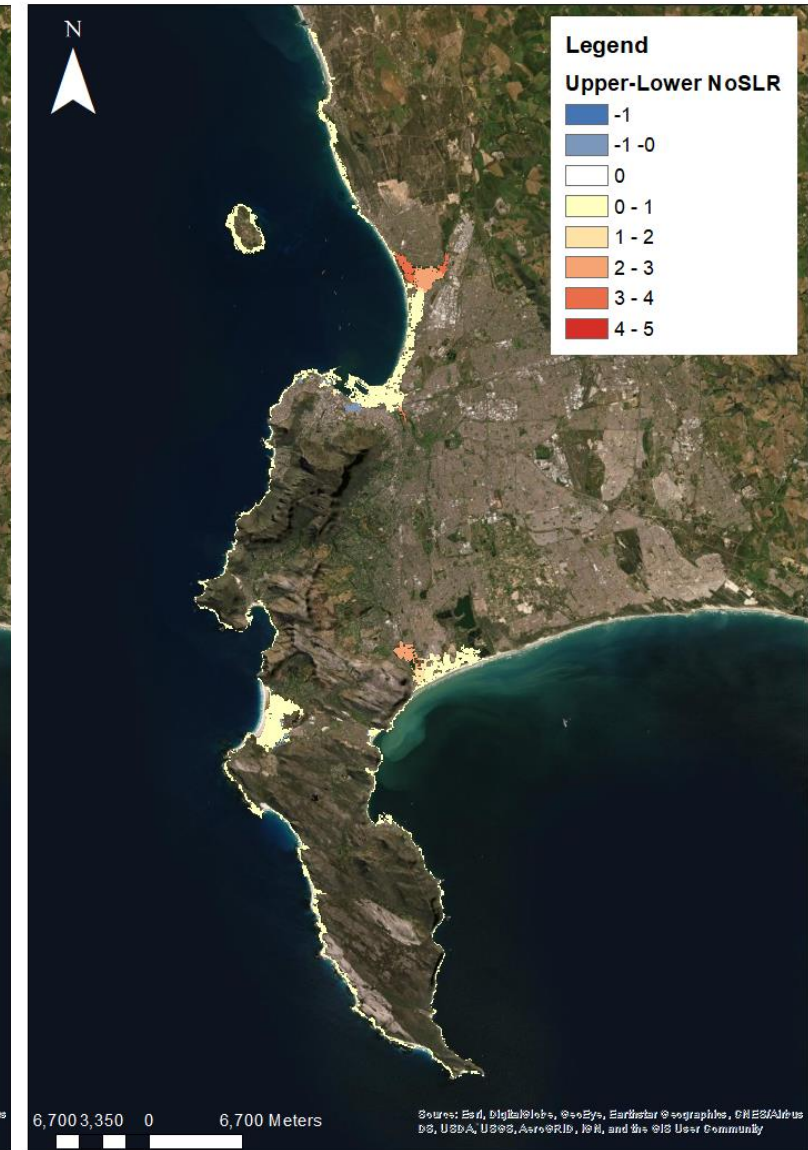 N
Legend
Upper-Lower NoSLR
-1
-1 -0
0
0 - 1
1 - 2
2 - 3
3 - 4
4 - 5
6,700 3,350 0 6,700 Meters
Source: Esri, DigitalGlobe, GeoEye, Earthstar Geographics, CNES/Airbus
DS, USDA, USGS, AeroGRID, IGN, and the GIS User Community
s